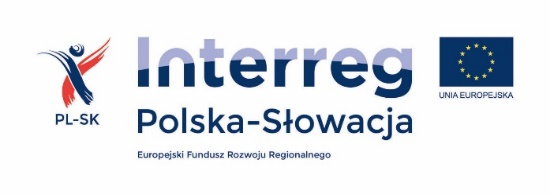 Interreg
PL-SK
Polska-Słowacja
UNIA EUROPEJSKA
Europejski Fundusz Rozwoju Regionalnego